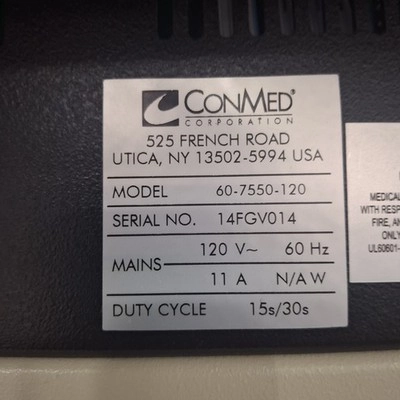 CONMED®
CORPORATION
525 FRENCH ROAD
UTICA, NY 13502-5994 USA
MODEL 60-7550-120
SERIAL NO. 14FGV014
MAINS 120 V~ 60 Hz
11 A N/A W
DUTY CYCLE 15s/30s
MEDICAL
WITH RESP
FIRE, AN
ONLY
UL60601-